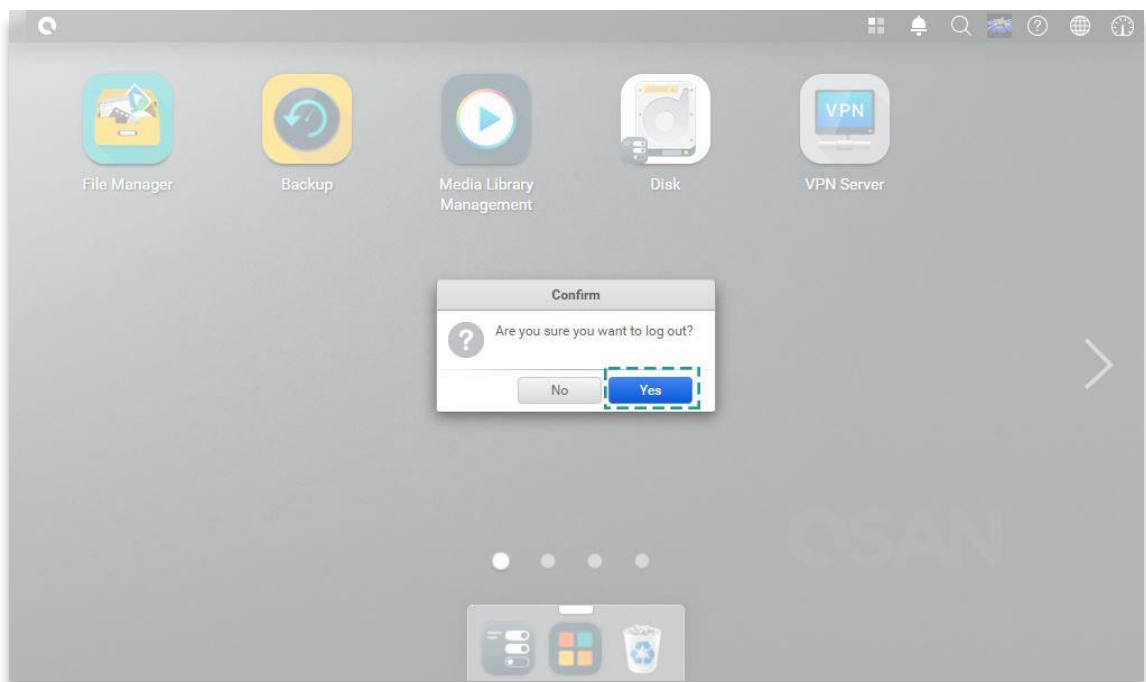 VPN
File Manager
Backup
Media Library
Management
Disk
VPN Server
Confirm
Are you sure you want to log out?
No
Yes
QSAN